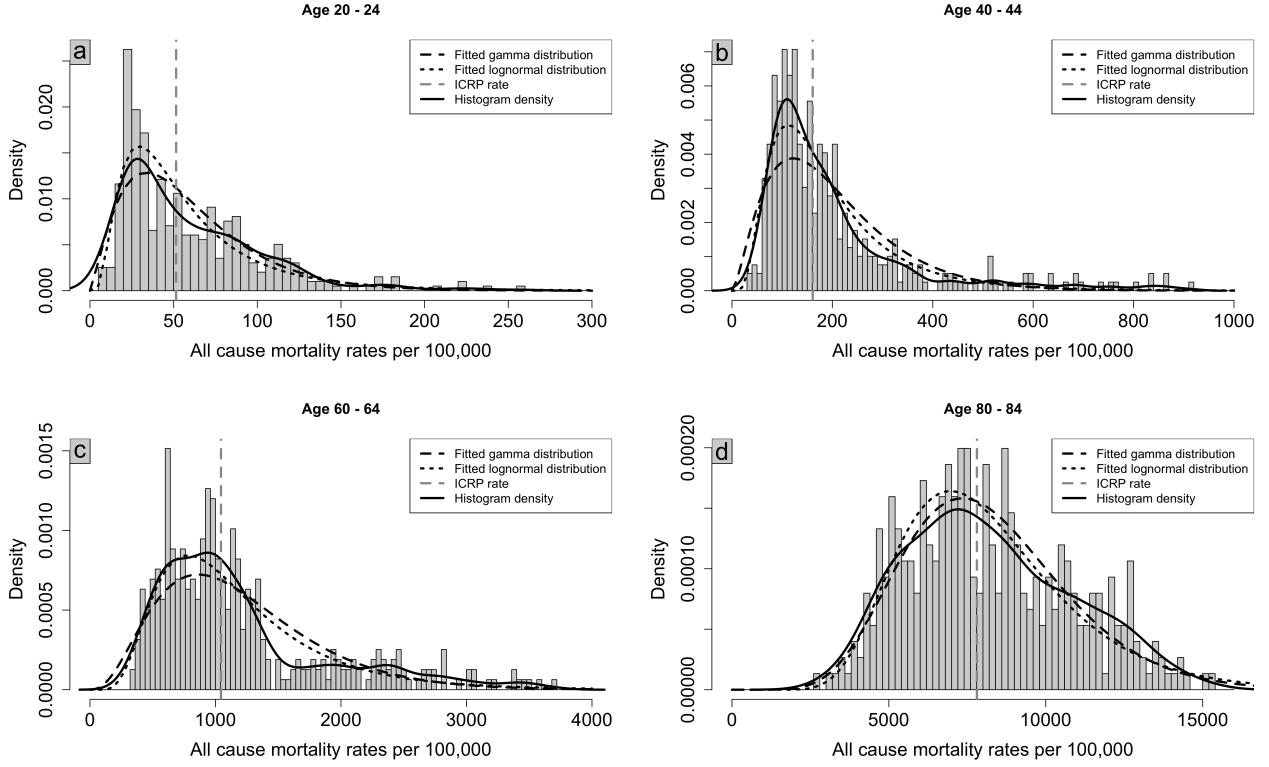 Age 20 - 24
a
Fitted gamma distribution
Fitted lognormal distribution
ICRP rate
Histogram density
Density
0.000 0.010 0.020
0 50 100 150 200 250 300
All cause mortality rates per 100,000
Age 40 - 44
b
Fitted gamma distribution
Fitted lognormal distribution
ICRP rate
Histogram density
Density
0.000 0.002 0.004 0.006
0 200 400 600 800 1000
All cause mortality rates per 100,000
Age 60 - 64
c
Fitted gamma distribution
Fitted lognormal distribution
ICRP rate
Histogram density
Density
0.0000 0.0005 0.0010 0.0015
0 1000 2000 3000 4000
All cause mortality rates per 100,000
Age 80 - 84
d
Fitted gamma distribution
Fitted lognormal distribution
ICRP rate
Histogram density
Density
0.00000 0.00010 0.00020
0 5000 10000 15000
All cause mortality rates per 100,000